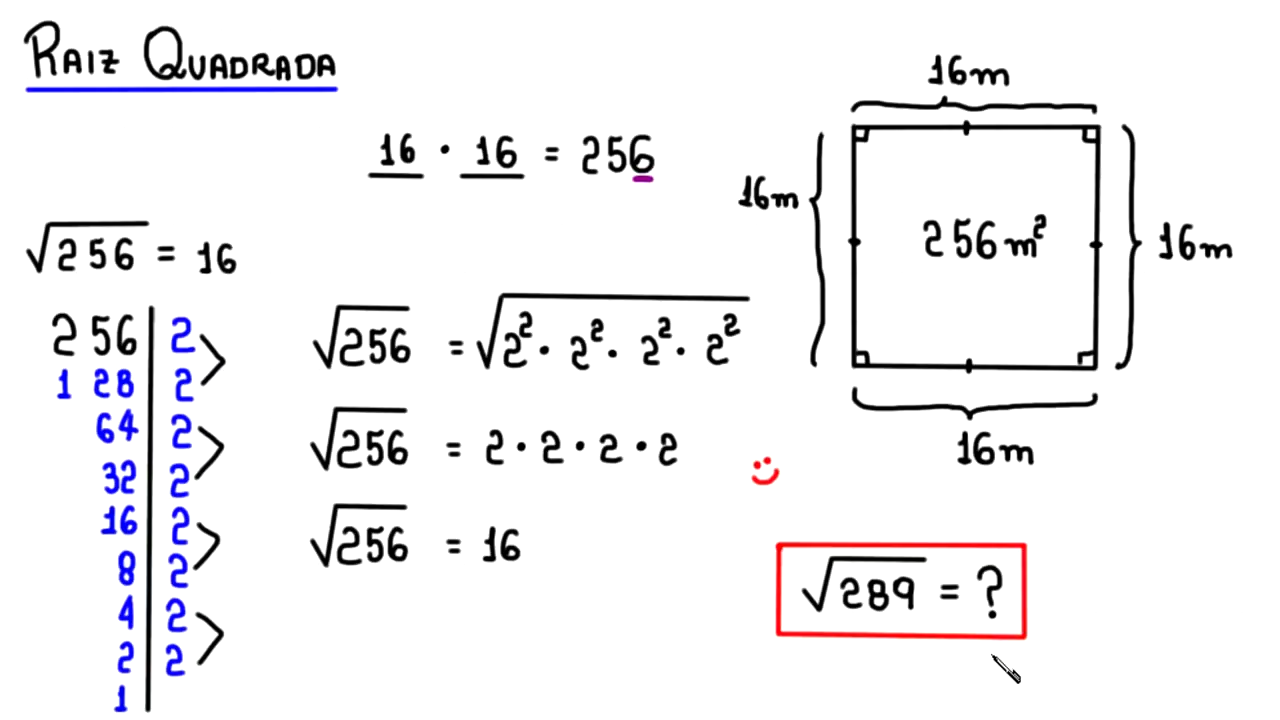 RAIZ QUADRADA
16 · 16 = 256
√256 = 16
256 | 2
128 | 2
64 | 2
32 | 2
16 | 2
8 | 2
4 | 2
2 | 2
1
√256 = √2² · 2² · 2² · 2²
√256 = 2 · 2 · 2 · 2
√256 = 16
16m
16m
256m²
16m
16m
√289 = ?